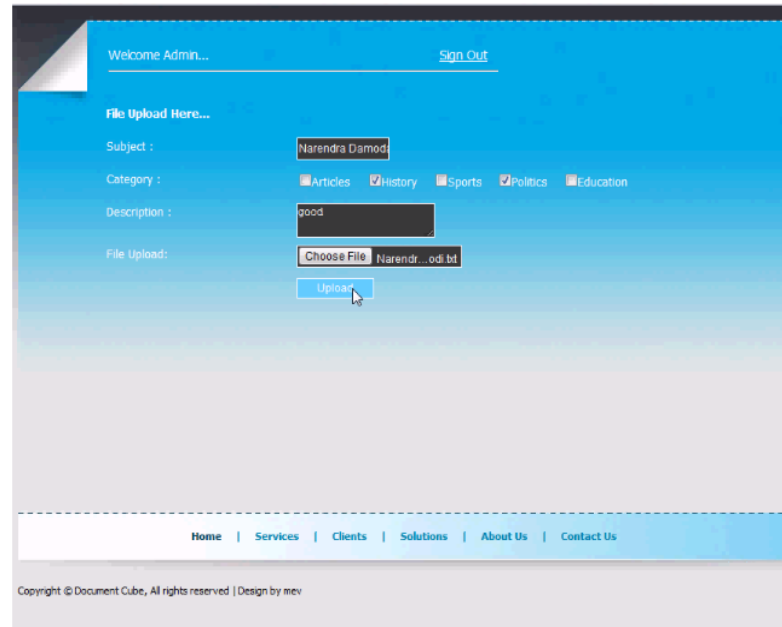 Welcome Admin... Sign Out
File Upload Here...
Subject : Narendra Damoda
Category : Articles History Sports Politics Education
Description : good
File Upload: Choose File Narendr...odi.txt
Upload
Home | Services | Clients | Solutions | About Us | Contact Us
Copyright © Document Cube, All rights reserved | Design by mev